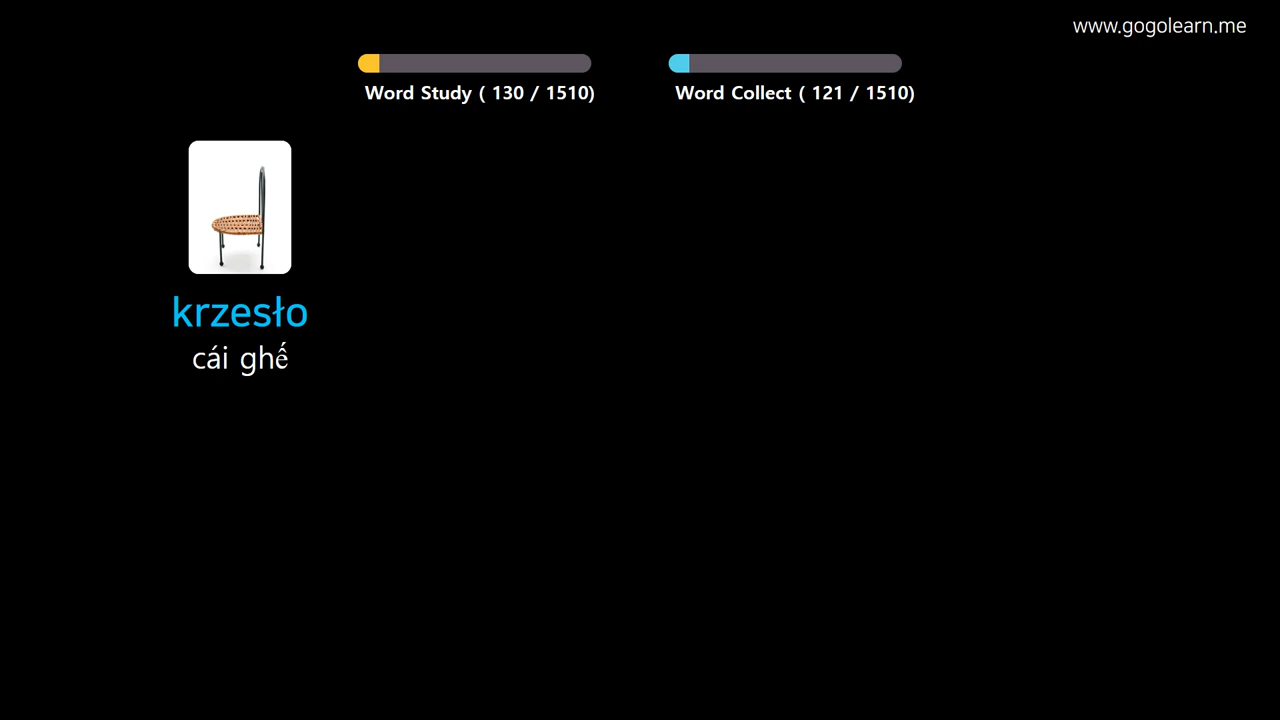 www.gogolearn.me
Word Study ( 130 / 1510)
Word Collect ( 121 / 1510)
krzesło
cái ghế